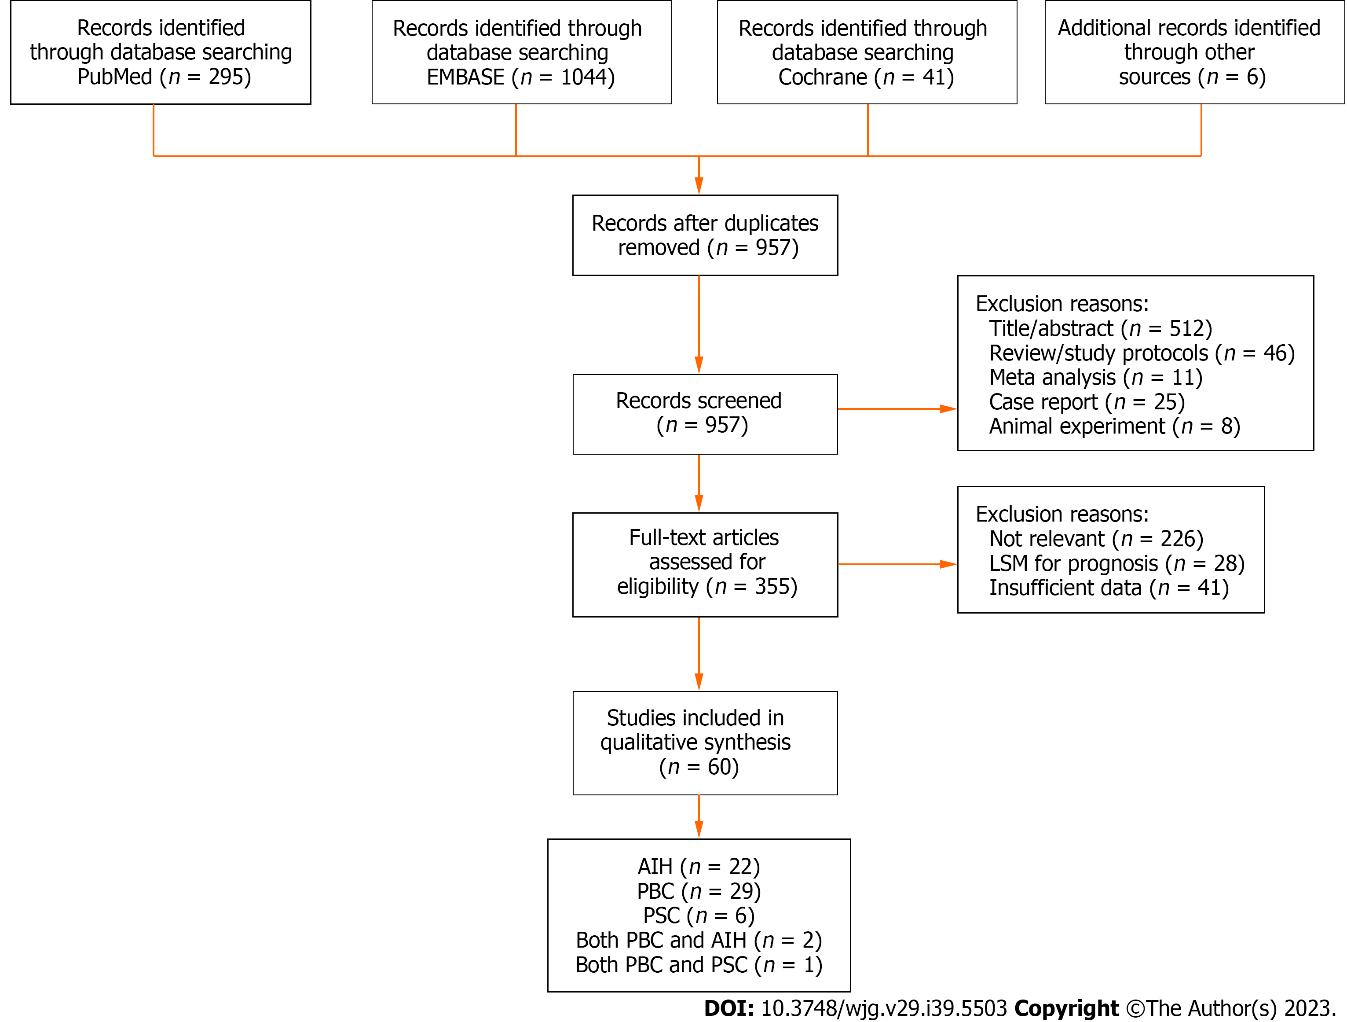 Records identified
through database searching
PubMed (n = 295)
Records identified through
database searching
EMBASE (n = 1044)
Records identified through
database searching
Cochrane (n = 41)
Additional records identified
through other
sources (n = 6)
Records after duplicates
removed (n = 957)
Exclusion reasons:
Title/abstract (n = 512)
Review/study protocols (n = 46)
Meta analysis (n = 11)
Case report (n = 25)
Animal experiment (n = 8)
Records screened
(n = 957)
Full-text articles
assessed for
eligibility (n = 355)
Exclusion reasons:
Not relevant (n = 226)
LSM for prognosis (n = 28)
Insufficient data (n = 41)
Studies included in
qualitative synthesis
(n = 60)
AIH (n = 22)
PBC (n = 29)
PSC (n = 6)
Both PBC and AIH (n = 2)
Both PBC and PSC (n = 1)
DOI: 10.3748/wjg.v29.i39.5503 Copyright ©The Author(s) 2023.